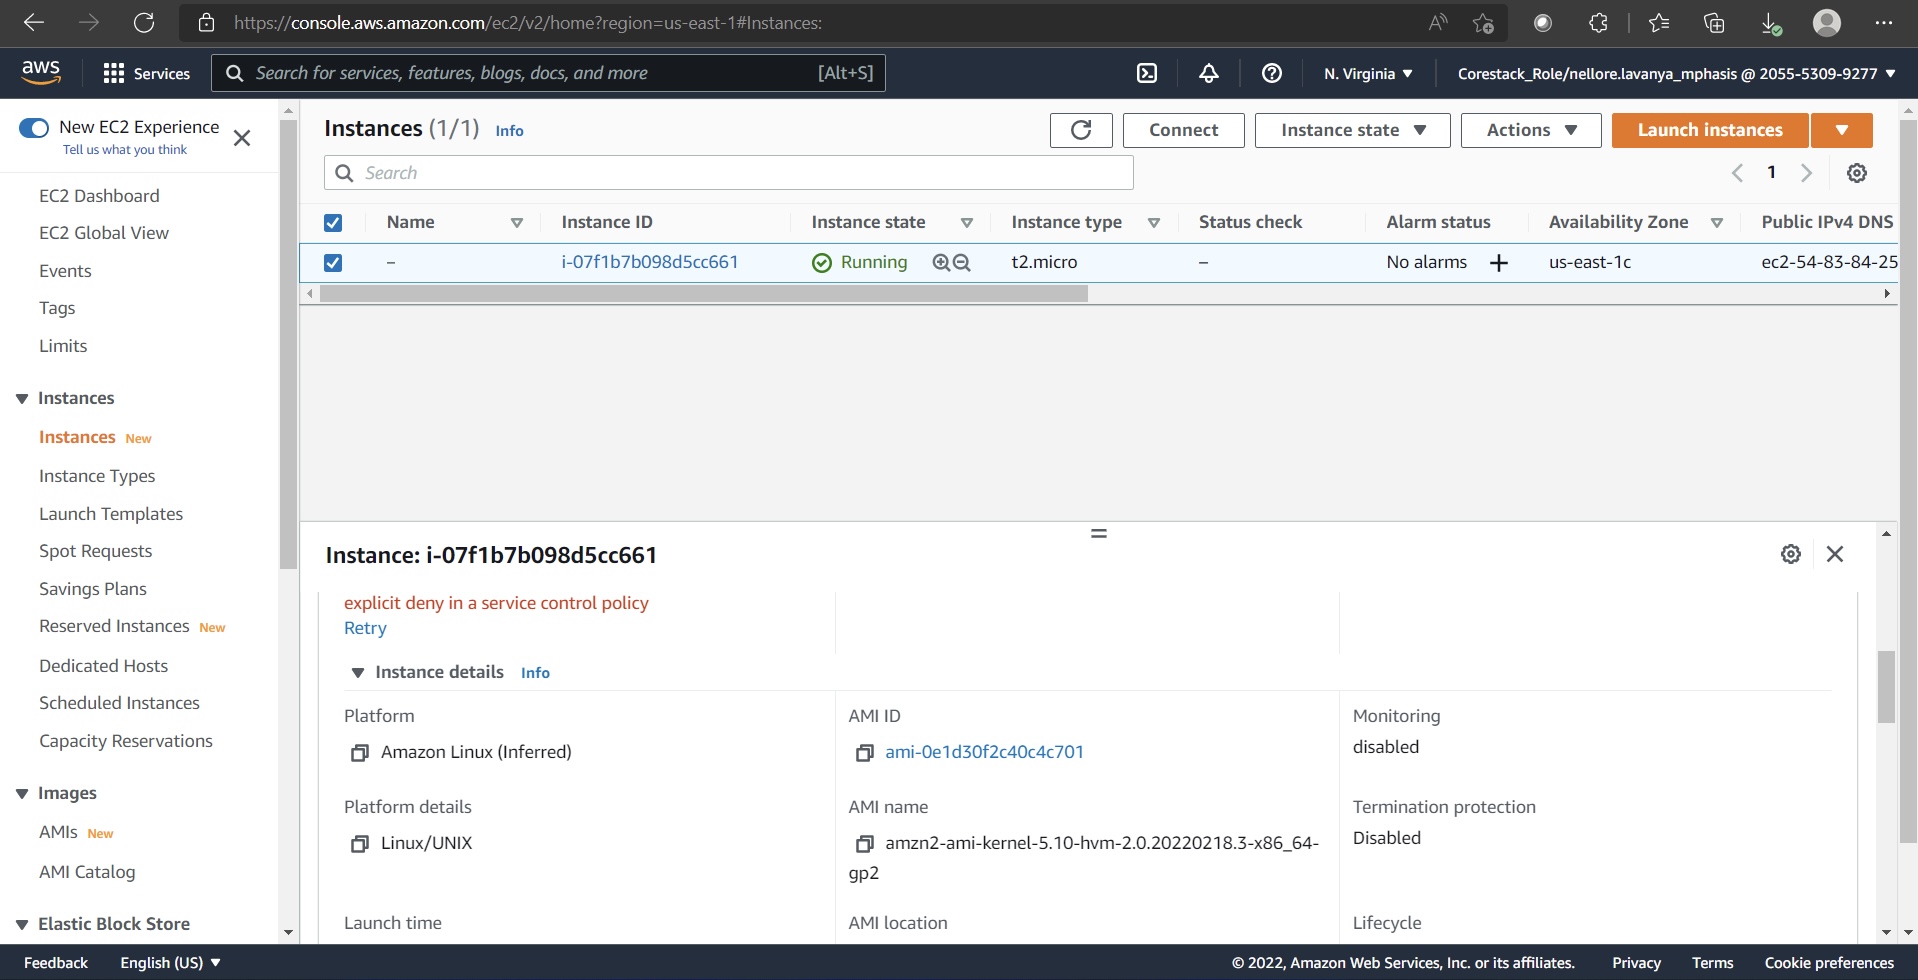 https://console.aws.amazon.com/ec2/v2/home?region=us-east-1#Instances:
aws
Services
Search for services, features, blogs, docs, and more
[Alt+S]
N. Virginia
Corestack_Role/nellore.lavanya_mphasis @ 2055-5309-9277
New EC2 Experience
Tell us what you think
EC2 Dashboard
EC2 Global View
Events
Tags
Limits
Instances
Instances New
Instance Types
Launch Templates
Spot Requests
Savings Plans
Reserved Instances New
Dedicated Hosts
Scheduled Instances
Capacity Reservations
Images
AMIs New
AMI Catalog
Elastic Block Store
Instances (1/1) Info
Connect
Instance state
Actions
Launch instances
Search
1
Name Instance ID Instance state Instance type Status check Alarm status Availability Zone Public IPv4 DNS
– i-07f1b7b098d5cc661 Running t2.micro – No alarms + us-east-1c ec2-54-83-84-25
Instance: i-07f1b7b098d5cc661
explicit deny in a service control policy
Retry
Instance details Info
Platform
Amazon Linux (Inferred)
AMI ID
ami-0e1d30f2c40c4c701
Monitoring
disabled
Platform details
Linux/UNIX
AMI name
amzn2-ami-kernel-5.10-hvm-2.0.20220218.3-x86_64-
gp2
Termination protection
Disabled
Launch time
AMI location
Lifecycle
Feedback
English (US)
© 2022, Amazon Web Services, Inc. or its affiliates.
Privacy
Terms
Cookie preferences